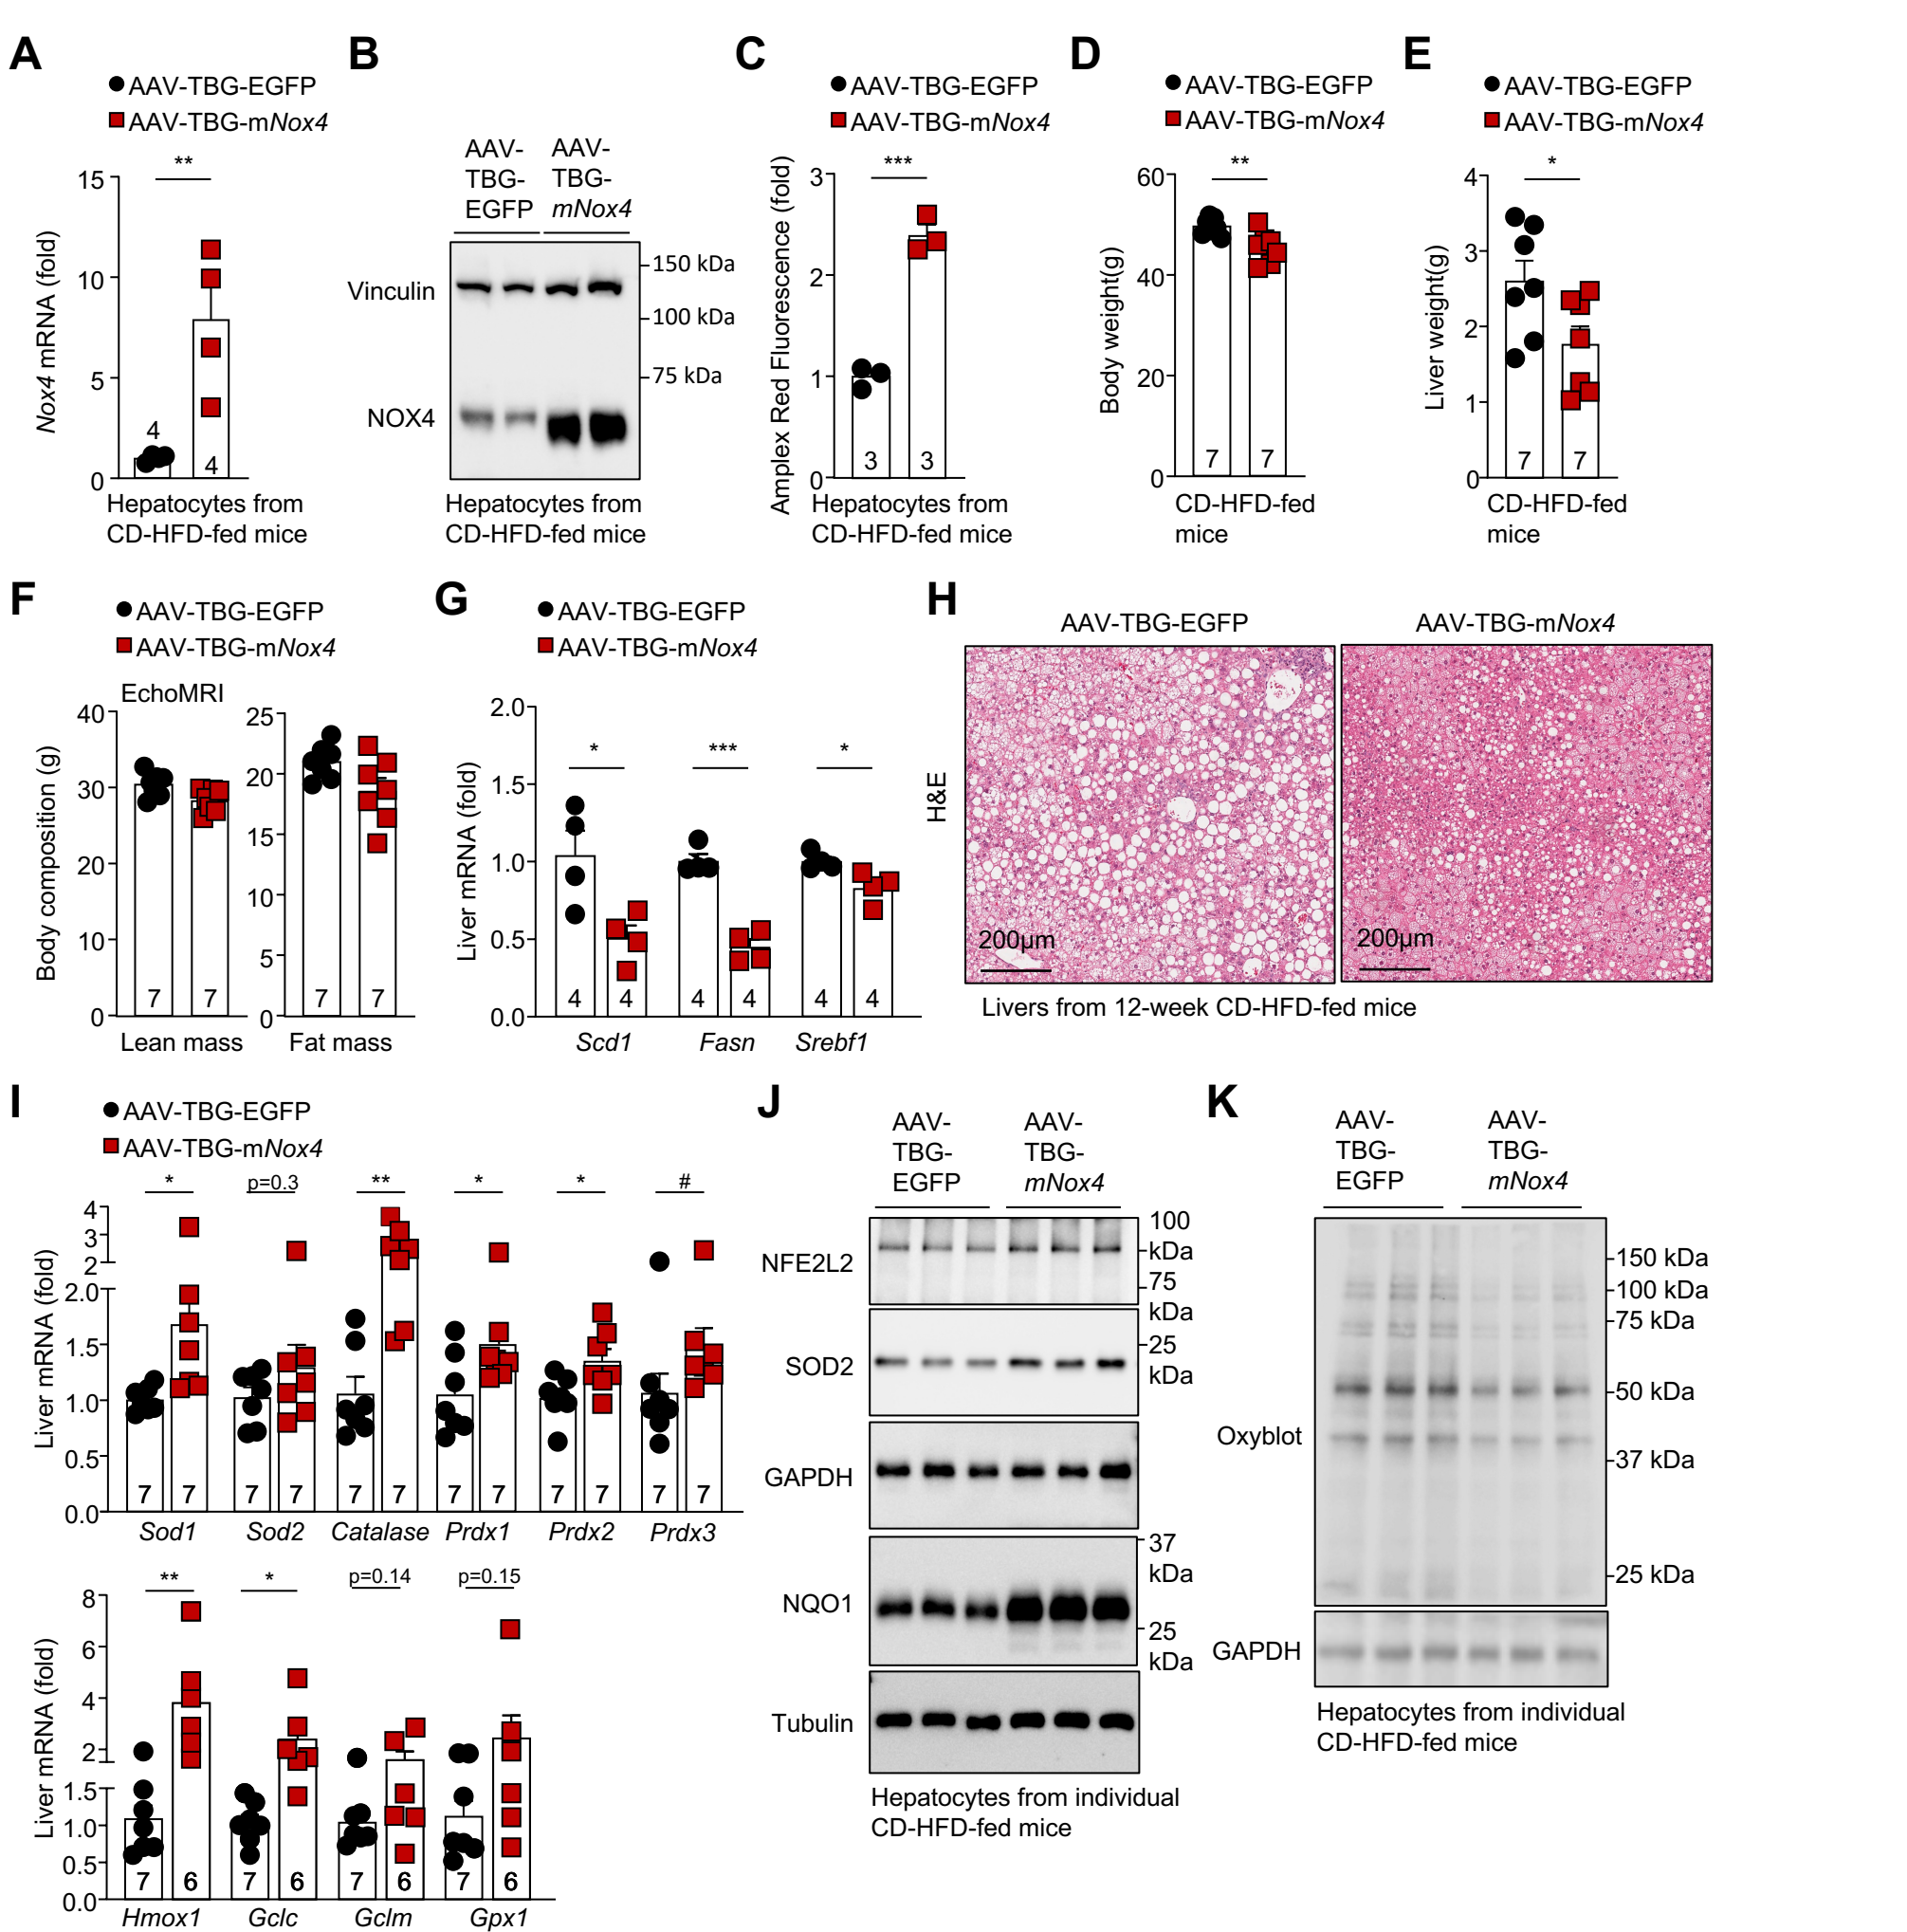 A
AAV-TBG-EGFP
AAV-TBG-mNox4
**
15
10
5
0
Nox4 mRNA (fold)
4
4
Hepatocytes from
CD-HFD-fed mice
B
AAV-
TBG-
EGFP
AAV-
TBG-
mNox4
Vinculin
NOX4
150 kDa
100 kDa
75 kDa
Hepatocytes from
CD-HFD-fed mice
C
AAV-TBG-EGFP
AAV-TBG-mNox4
***
3
2
1
0
Amplex Red Fluorescence (fold)
3
3
Hepatocytes from
CD-HFD-fed mice
D
AAV-TBG-EGFP
AAV-TBG-mNox4
**
60
40
20
0
Body weight(g)
7
7
CD-HFD-fed
mice
E
AAV-TBG-EGFP
AAV-TBG-mNox4
*
4
3
2
1
0
Liver weight(g)
7
7
CD-HFD-fed
mice
F
AAV-TBG-EGFP
AAV-TBG-mNox4
EchoMRI
40
30
20
10
0
Body composition (g)
7
7
Lean mass
25
20
15
10
5
0
7
7
Fat mass
G
AAV-TBG-EGFP
AAV-TBG-mNox4
2.0
1.5
1.0
0.5
0.0
Liver mRNA (fold)
*
***
*
4
4
4
4
4
4
Scd1
Fasn
Srebf1
H
AAV-TBG-EGFP
AAV-TBG-mNox4
H&E
200µm
200µm
Livers from 12-week CD-HFD-fed mice
I
AAV-TBG-EGFP
AAV-TBG-mNox4
*
p=0.3
**
*
*
#
4
3
2
2.0
1.5
1.0
0.5
0.0
Liver mRNA (fold)
7
7
7
7
7
7
7
7
7
7
7
7
Sod1
Sod2
Catalase
Prdx1
Prdx2
Prdx3
**
*
p=0.14
p=0.15
8
6
4
2
1.5
1.0
0.5
0.0
Liver mRNA (fold)
7
6
7
6
7
6
7
6
Hmox1
Gclc
Gclm
Gpx1
J
AAV-
TBG-
EGFP
AAV-
TBG-
mNox4
NFE2L2
100
kDa
75
kDa
SOD2
25
kDa
GAPDH
NQO1
37
kDa
25
kDa
Tubulin
Hepatocytes from individual
CD-HFD-fed mice
K
AAV-
TBG-
EGFP
AAV-
TBG-
mNox4
Oxyblot
150 kDa
100 kDa
75 kDa
50 kDa
37 kDa
25 kDa
GAPDH
Hepatocytes from individual
CD-HFD-fed mice